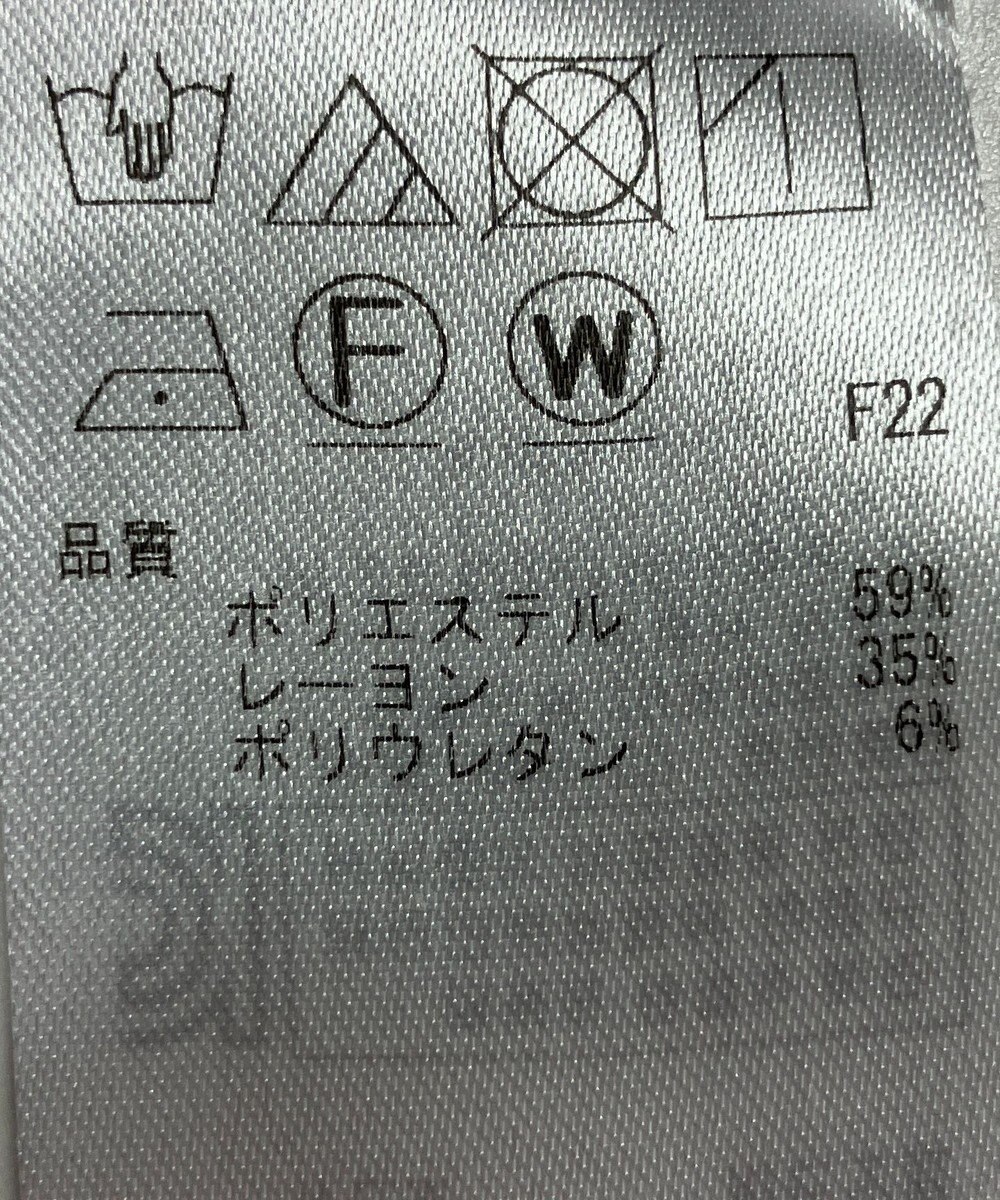 F W
F22
品質
ポリエステル 59%
レーヨン 35%
ポリウレタン 6%